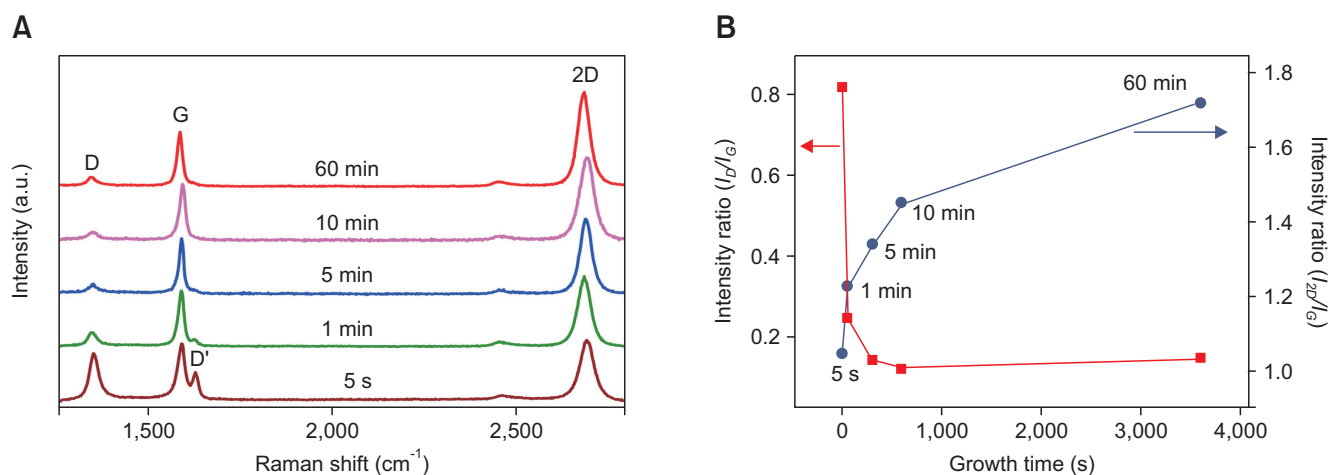 A
Intensity (a.u.)
D
G
2D
60 min
10 min
5 min
1 min
D'
5 s
1,500 2,000 2,500
Raman shift (cm⁻¹)
B
Intensity ratio (I_D/I_G)
0.8
0.6
0.4
0.2
60 min
10 min
5 min
1 min
5 s
1.8
1.6
1.4
1.2
1.0
Intensity ratio (I_2D/I_G)
0 1,000 2,000 3,000 4,000
Growth time (s)